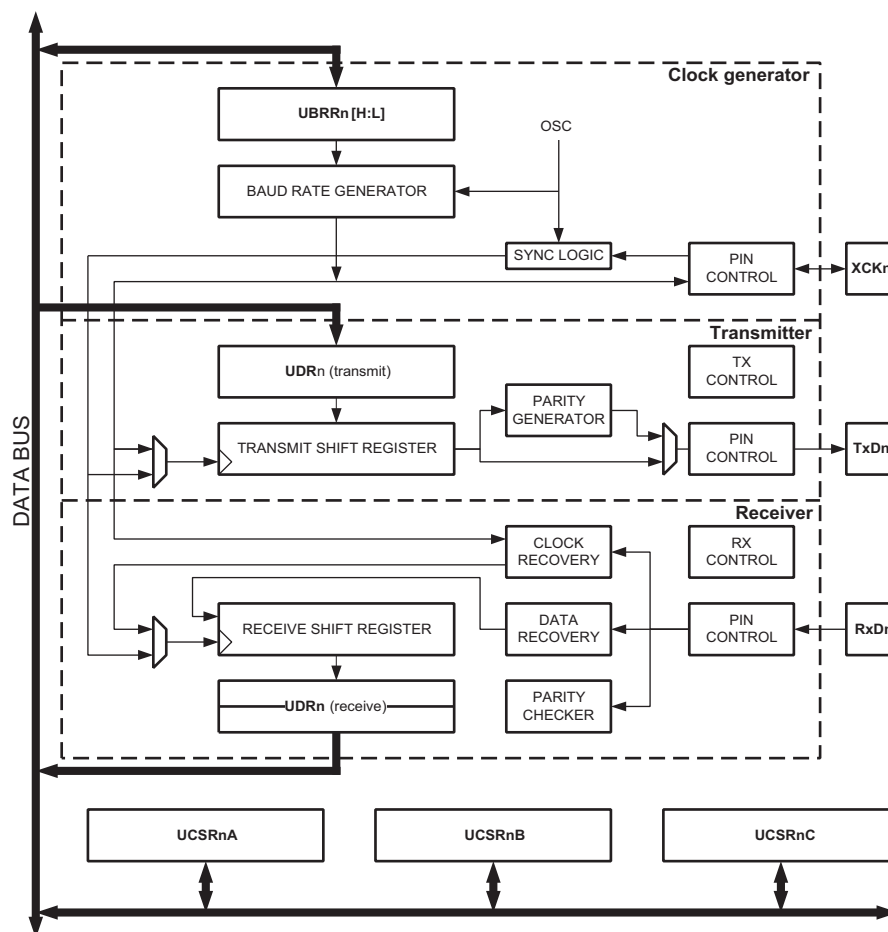 Clock generator
UBRRn [H:L]
OSC
BAUD RATE GENERATOR
SYNC LOGIC
PIN
CONTROL
XCKn
Transmitter
TX
CONTROL
UDRn (transmit)
PARITY
GENERATOR
TRANSMIT SHIFT REGISTER
PIN
CONTROL
TxDn
DATA BUS
Receiver
CLOCK
RECOVERY
RX
CONTROL
RECEIVE SHIFT REGISTER
DATA
RECOVERY
PIN
CONTROL
RxDn
UDRn (receive)
PARITY
CHECKER
UCSRnA
UCSRnB
UCSRnC